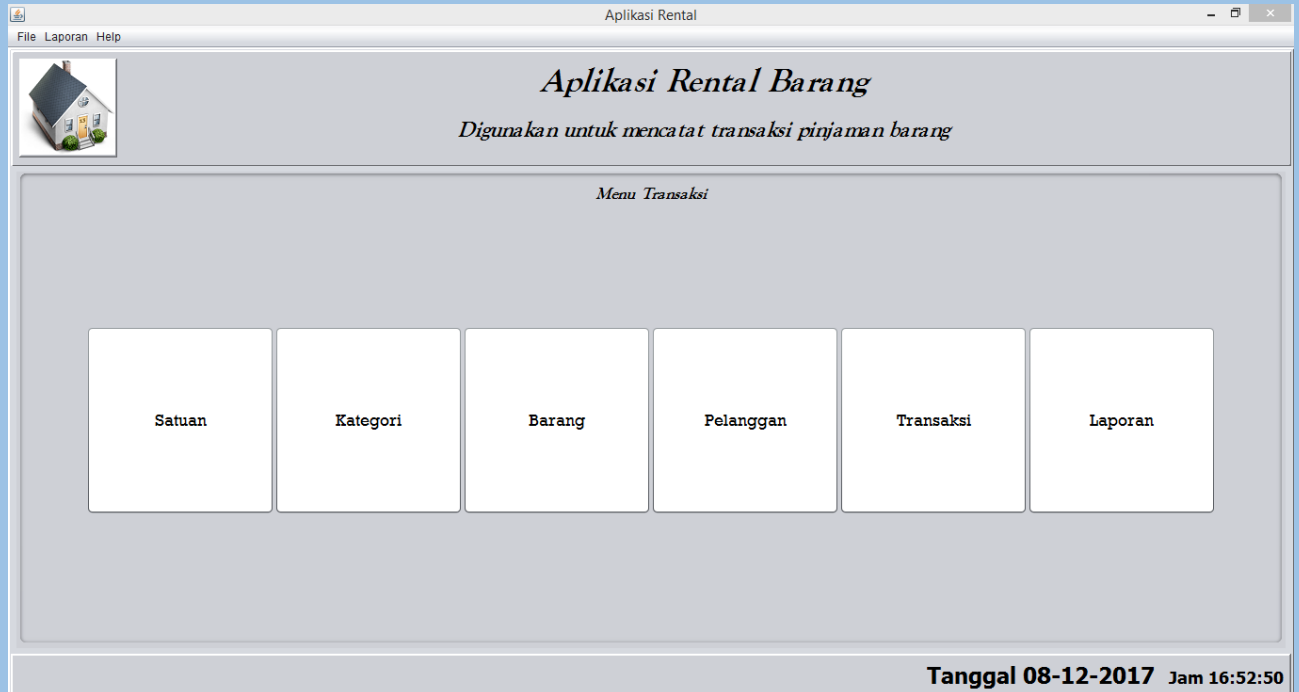 Aplikasi Rental
File Laporan Help
Aplikasi Rental Barang
Digunakan untuk mencatat transaksi pinjaman barang
Menu Transaksi
Satuan Kategori Barang Pelanggan Transaksi Laporan
Tanggal 08-12-2017 Jam 16:52:50